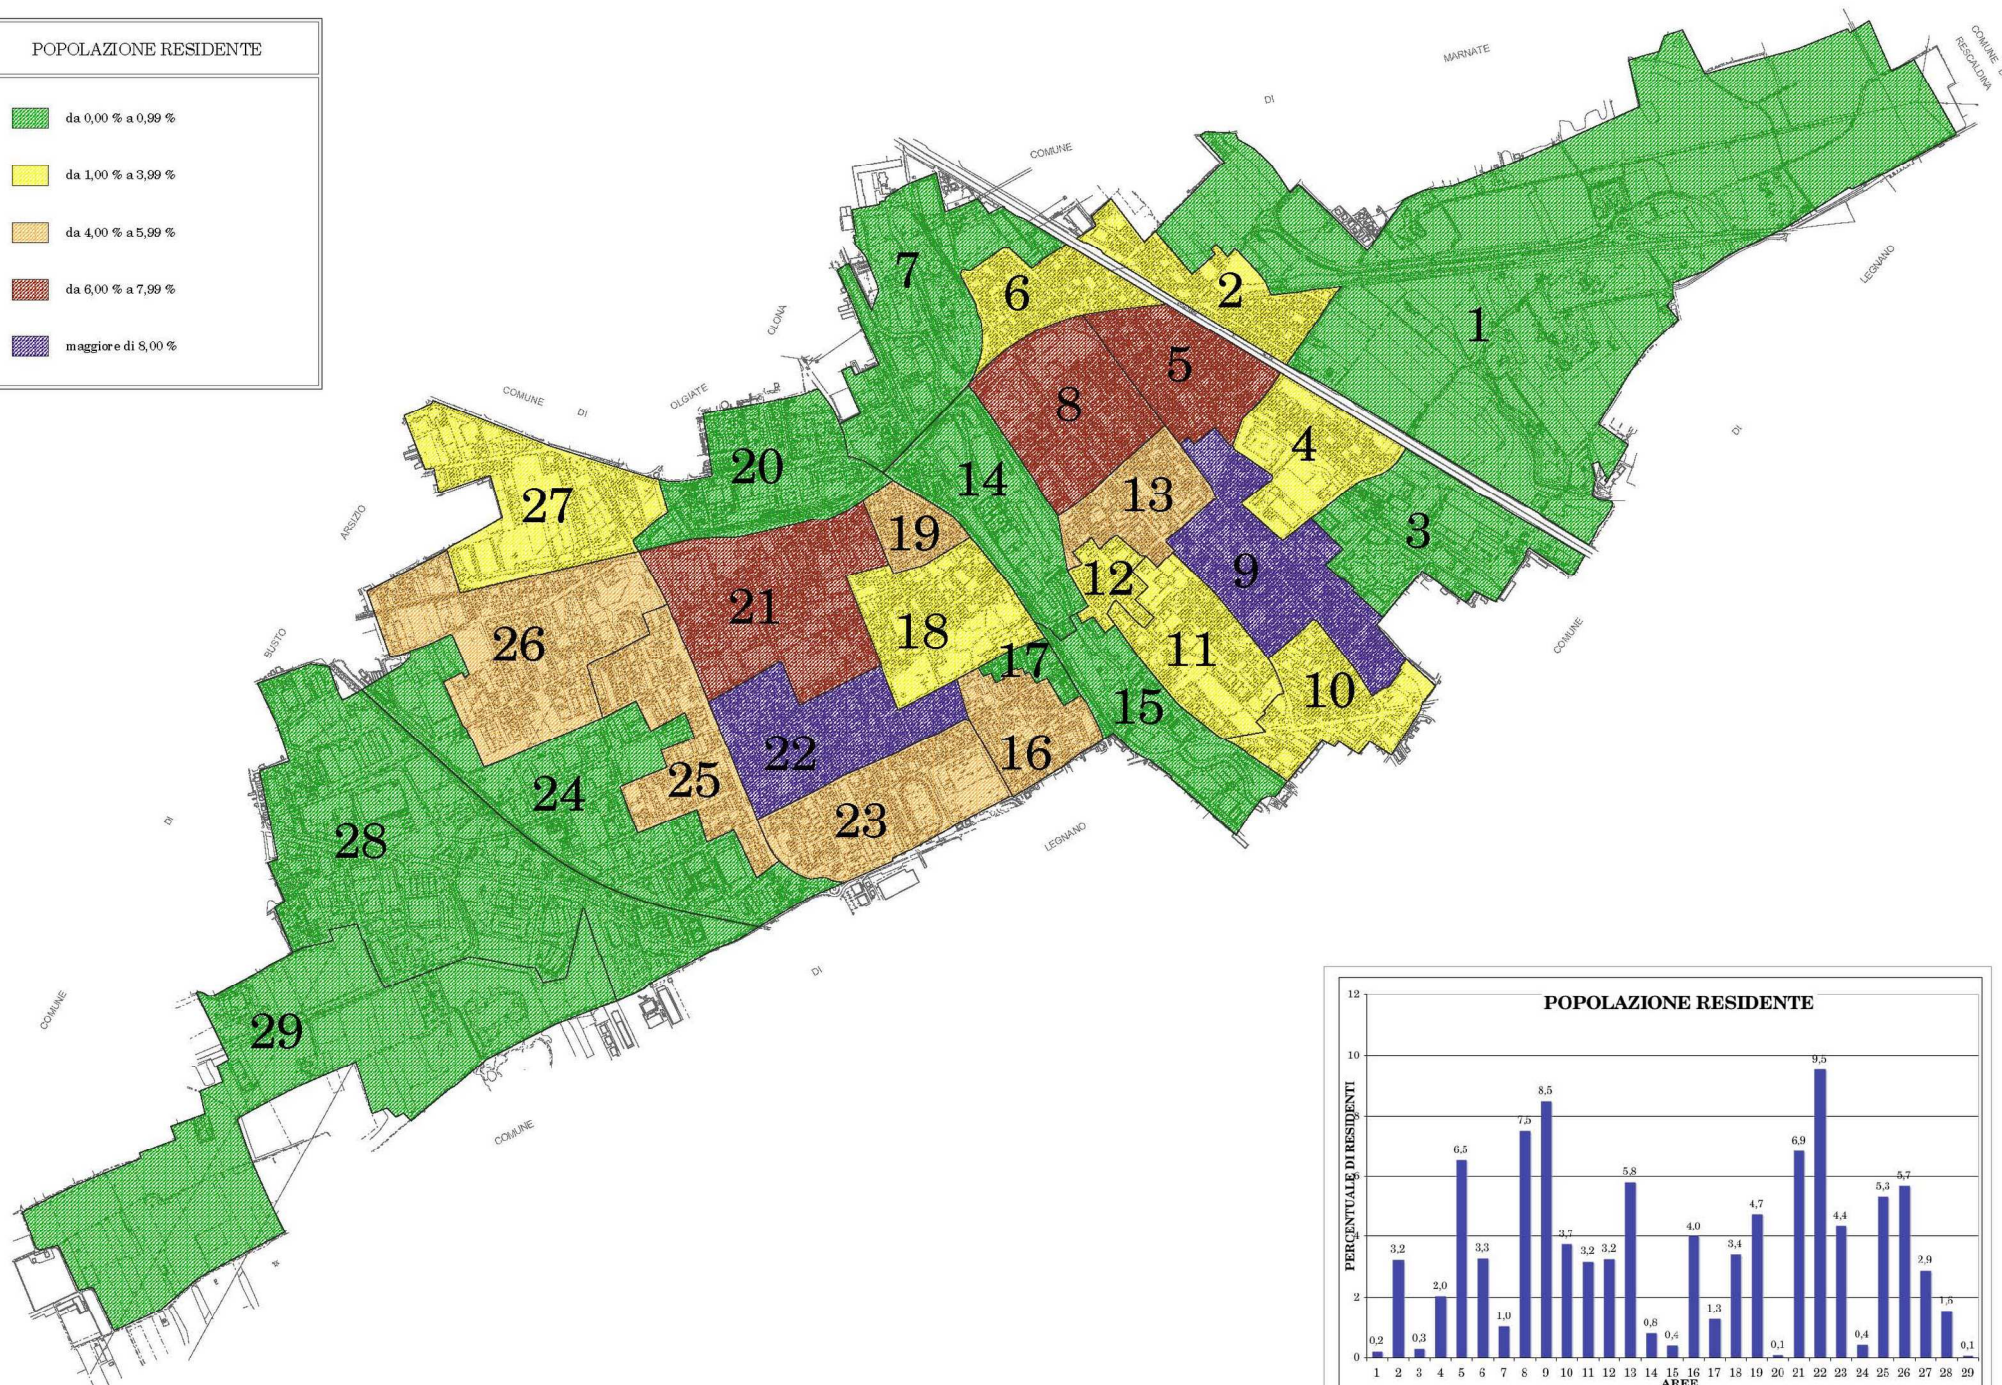 POPOLAZIONE RESIDENTE
da 0,00 % a 0,99 %
da 1,00 % a 3,99 %
da 4,00 % a 5,99 %
da 6,00 % a 7,99 %
maggiore di 8,00 %
MARNATE
DI
COMUNE
COMUNE
RESCALDINA
LEGNANO
DI
COMUNE
OLONA
OLGIATE
DI
COMUNE
ARSIZIO
BUSTO
DI
COMUNE
LEGNANO
DI
COMUNE
7
6
2
1
5
8
4
20
14
27
13
3
19
9
12
21
18
26
11
17
10
15
22
16
25
24
23
28
29
POPOLAZIONE RESIDENTE
PERCENTUALE DI RESIDENTI
12
10
8
6
4
2
0
0,2 3,2 0,3 2,0 6,5 3,3 1,0 7,5 8,5 3,7 3,2 3,2 5,8 0,8 0,4 4,0 1,3 3,4 4,7 0,1 6,9 9,5 4,4 0,4 5,3 5,7 2,9 1,5 0,1
1 2 3 4 5 6 7 8 9 10 11 12 13 14 15 16 17 18 19 20 21 22 23 24 25 26 27 28 29
AREE